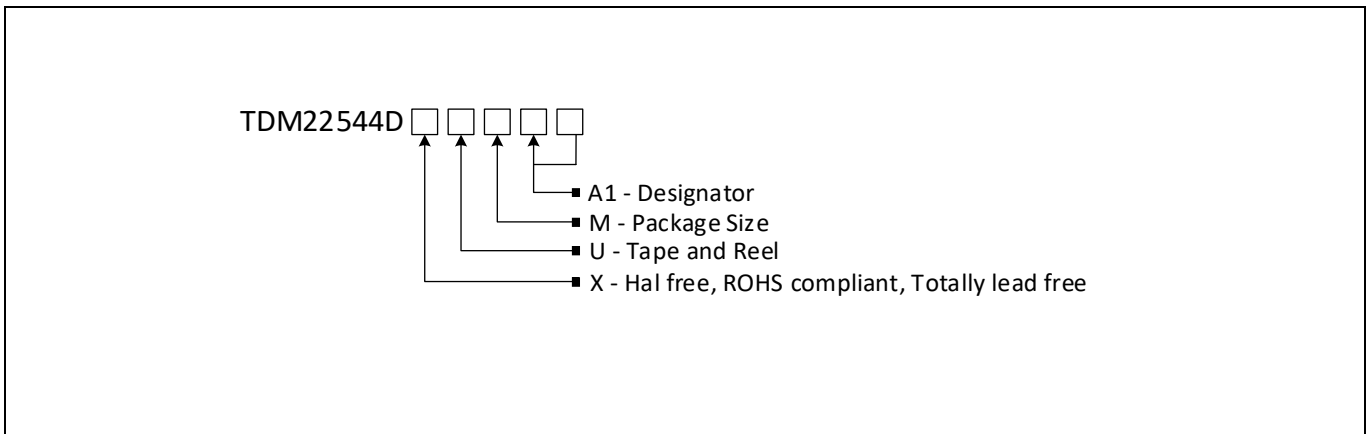 TDM22544D
A1 - Designator
M - Package Size
U - Tape and Reel
X - Hal free, ROHS compliant, Totally lead free